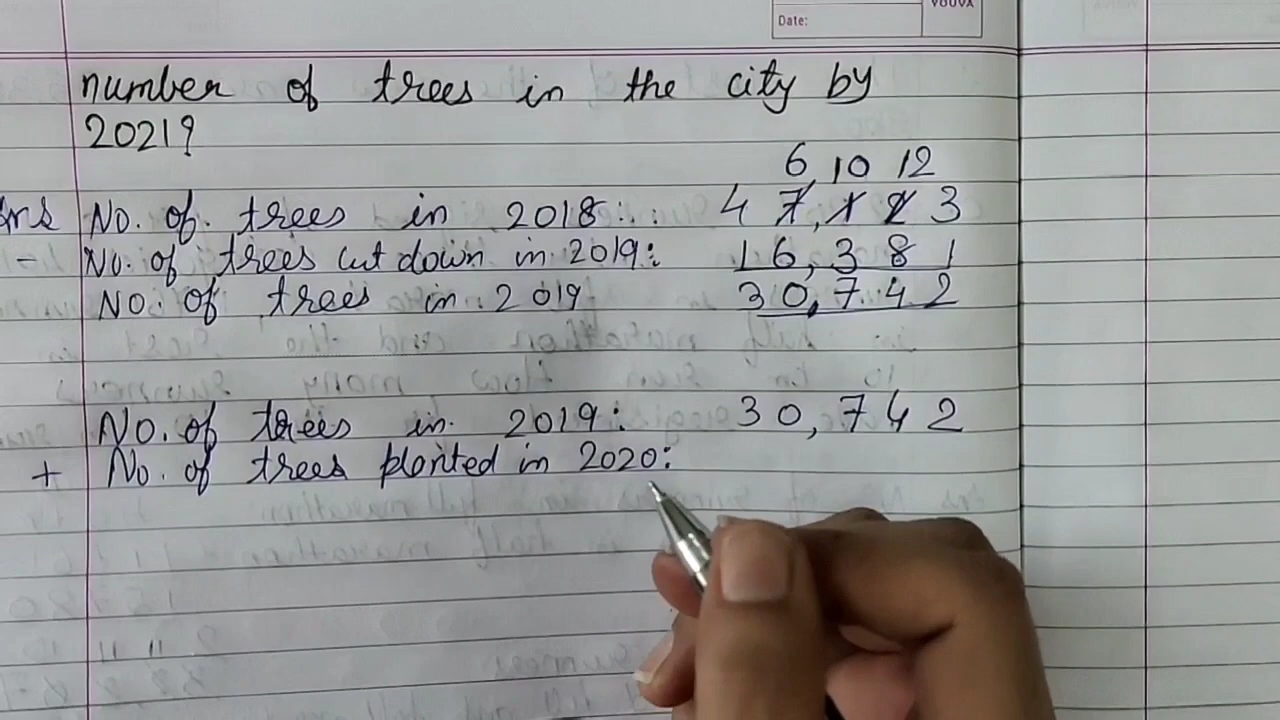 YOUVA
Date:
number of trees in the city by
2021?
6, 10 12
Ans No. of. trees in 2018: 4 7, 1 2 3
- No. of trees cut down in 2019: 1 6, 3 8 1
NO. of trees in 2019 3 0, 7 4 2
NO. of trees in 2019: 3 0, 7 4 2
+ No. of trees planted in 2020: